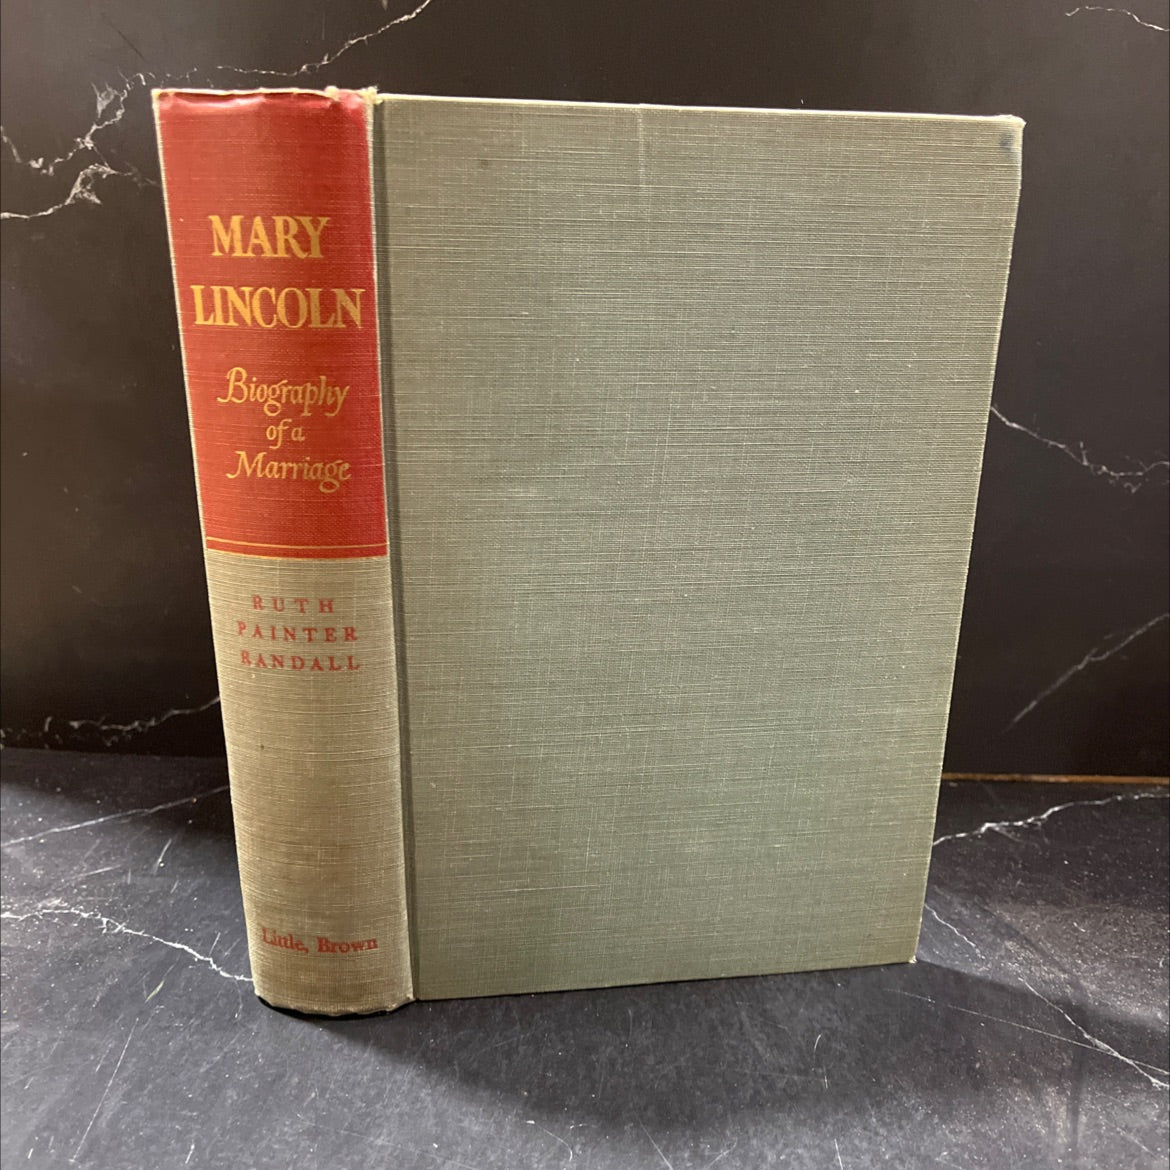 MARY
LINCOLN
Biography
of a
Marriage
RUTH
PAINTER
RANDALL
Little, Brown